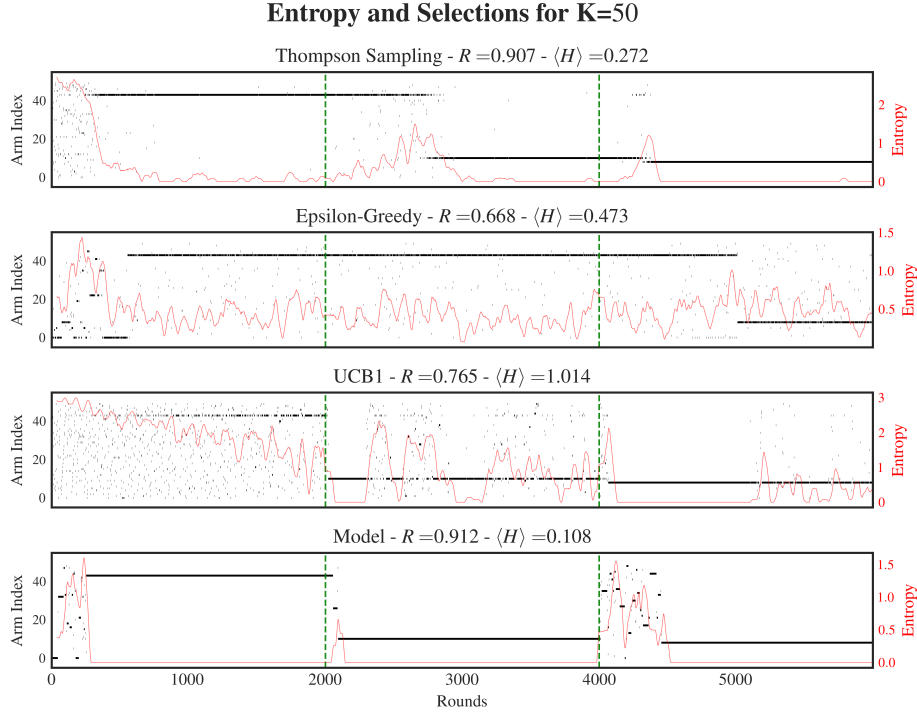 Entropy and Selections for K=50
Thompson Sampling - R =0.907 - ⟨H⟩ =0.272
Arm Index
40
20
0
2
1
0
Entropy
Epsilon-Greedy - R =0.668 - ⟨H⟩ =0.473
Arm Index
40
20
0
1.5
1.0
0.5
Entropy
UCB1 - R =0.765 - ⟨H⟩ =1.014
Arm Index
40
20
0
3
2
1
0
Entropy
Model - R =0.912 - ⟨H⟩ =0.108
Arm Index
40
20
0
1.5
1.0
0.5
0.0
Entropy
0 1000 2000 3000 4000 5000
Rounds